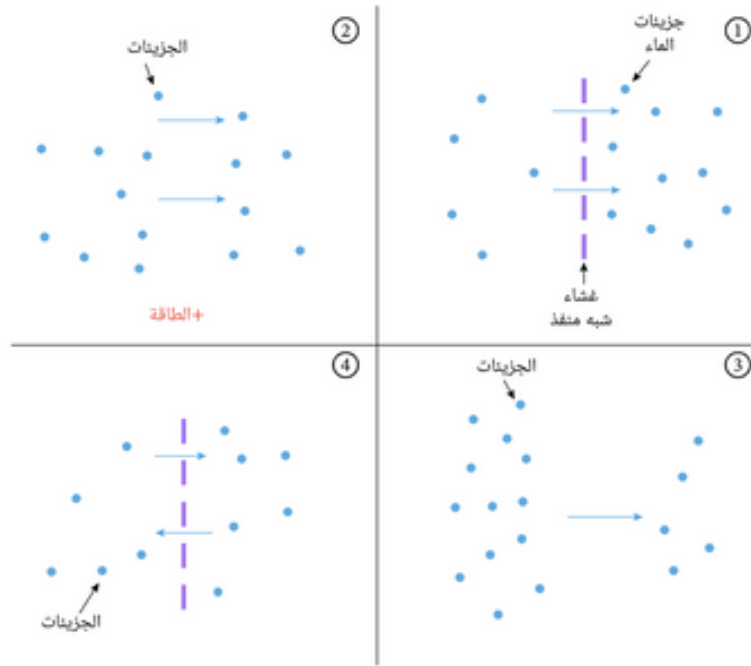 ①
جزيئات
الماء
غشاء
شبه منفذ
②
الجزيئات
+الطاقة
③
الجزيئات
④
الجزيئات